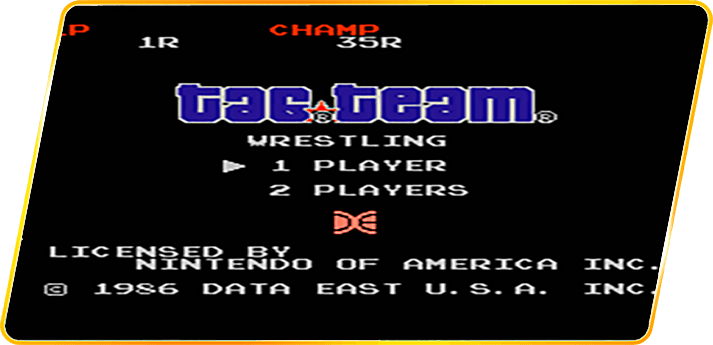 1P CHAMP
1R 35R
tag team®
WRESTLING
1 PLAYER
2 PLAYERS
LICENSED BY
NINTENDO OF AMERICA INC.
© 1986 DATA EAST U.S.A. INC.